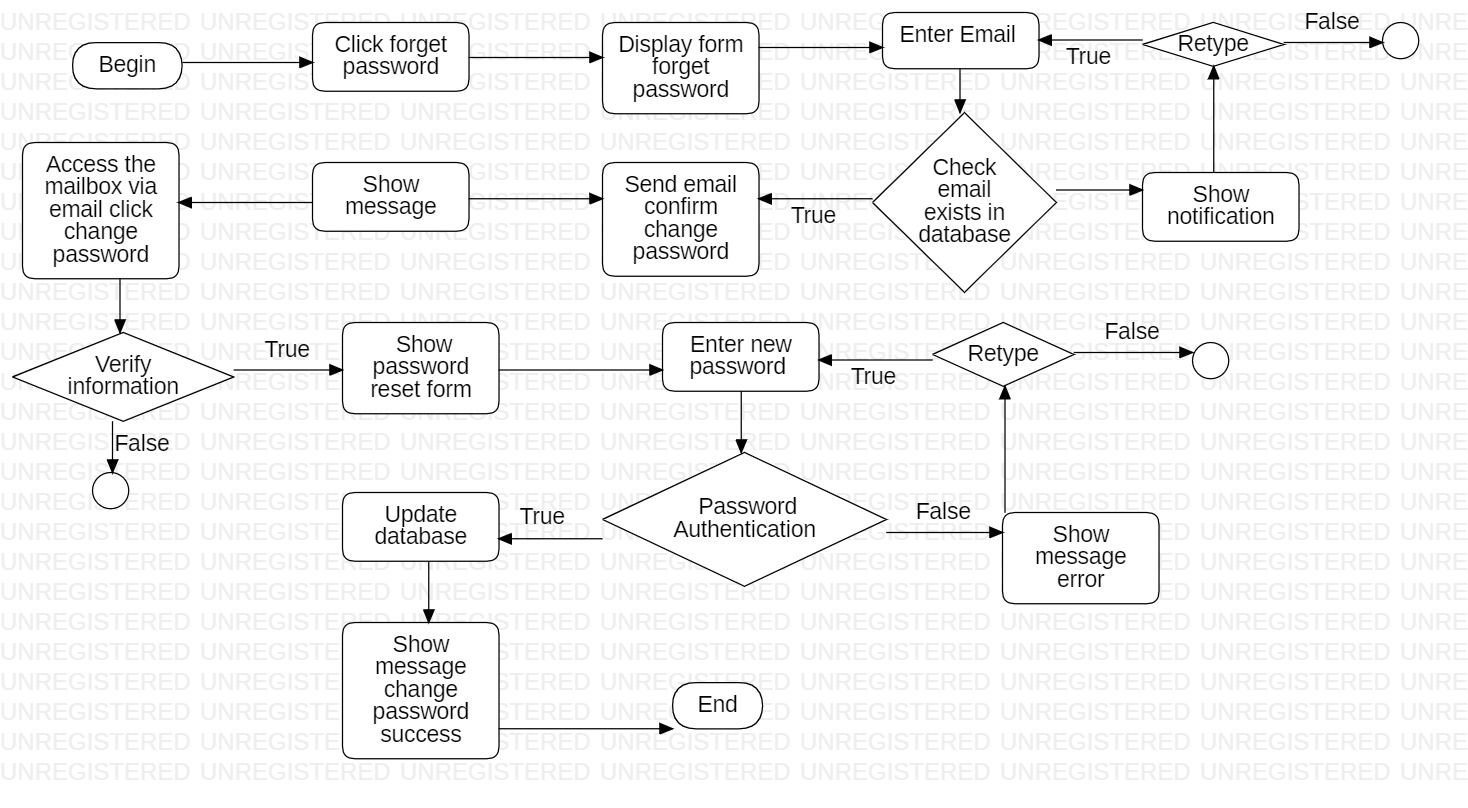 Begin
Click forget
password
Display form
forget
password
Enter Email
True
Retype
False
Access the
mailbox via
email click
change
password
Show
message
Send email
confirm
change
password
True
Check
email
exists in
database
Show
notification
Verify
information
True
False
Show
password
reset form
Enter new
password
True
Retype
False
Update
database
True
Password
Authentication
False
Show
message
error
Show
message
change
password
success
End
UNREGISTERED